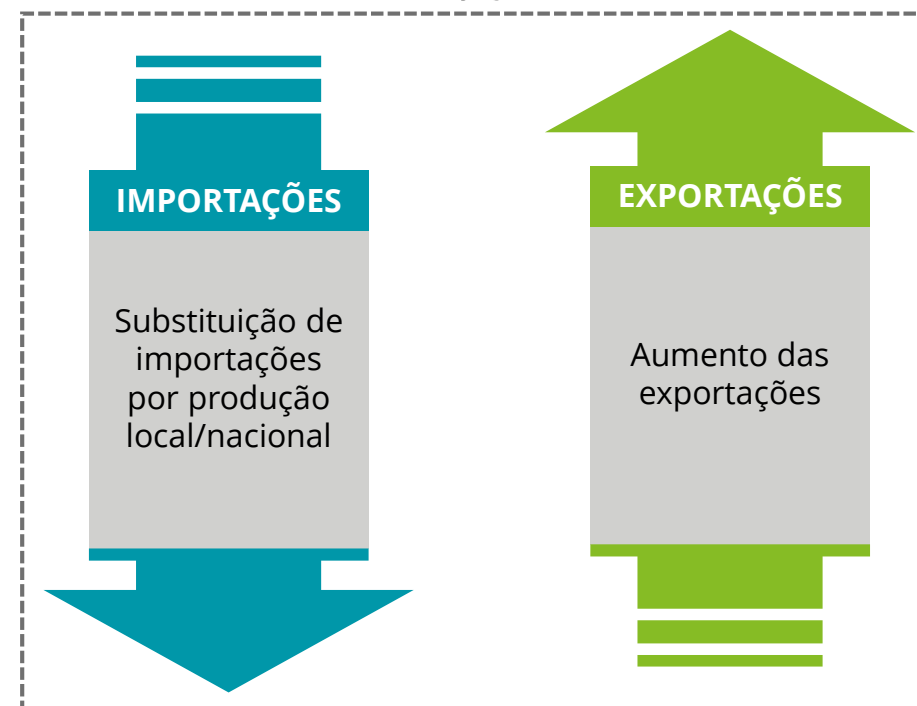 IMPORTAÇÕES
Substituição de
importações
por produção
local/nacional
EXPORTAÇÕES
Aumento das
exportações